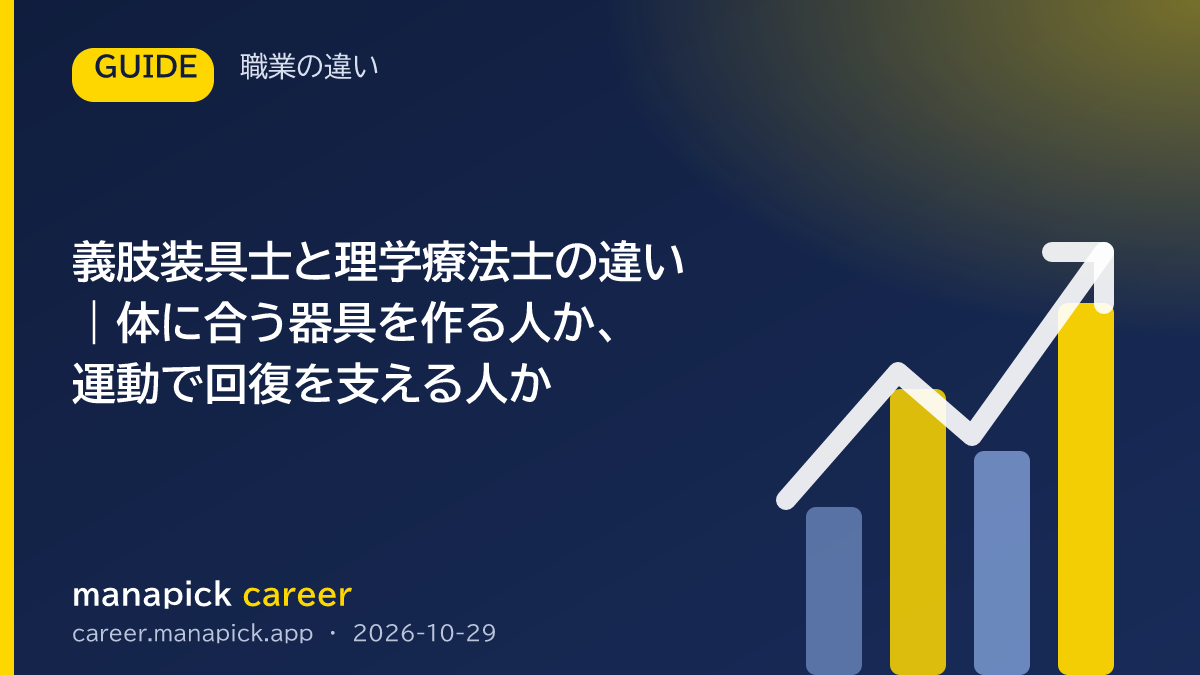 GUIDE 職業の違い
義肢装具士と理学療法士の違い
｜体に合う器具を作る人か、
運動で回復を支える人か
manapick career
career.manapick.app ・ 2026-10-29